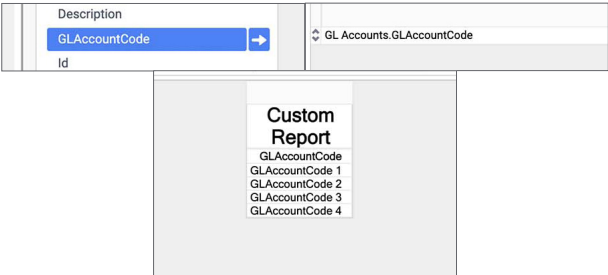 Description
GLAccountCode
Id
GL Accounts.GLAccountCode
Custom
Report
GLAccountCode
GLAccountCode 1
GLAccountCode 2
GLAccountCode 3
GLAccountCode 4